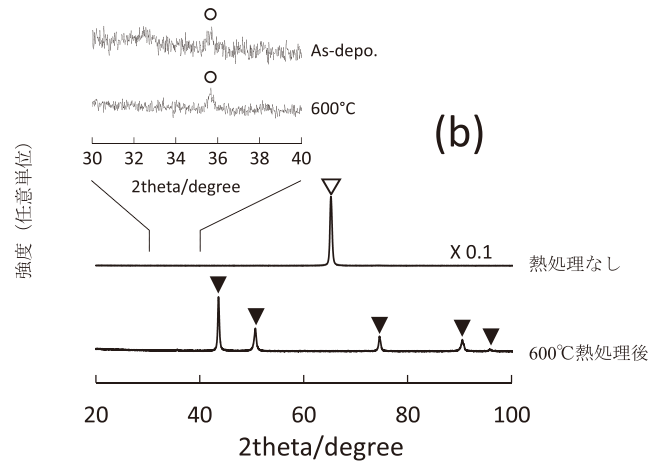 As-depo.
600°C
(b)
30 32 34 36 38 40
2theta/degree
強度（任意単位）
X 0.1
熱処理なし
600℃熱処理後
20 40 60 80 100
2theta/degree